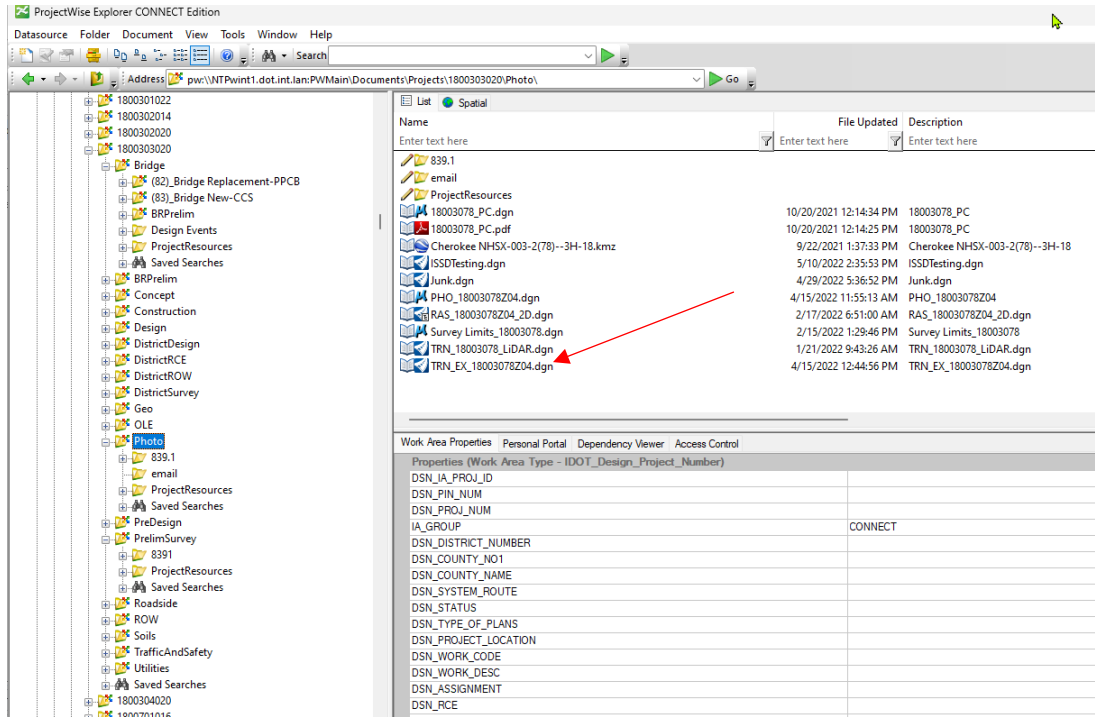 ProjectWise Explorer CONNECT Edition
Datasource Folder Document View Tools Window Help
Search
Address pw:\\NTPwint1.dot.int.lan:PWMain\Documents\Projects\1800303020\Photo\ Go
1800301022
1800302014
1800302020
1800303020
Bridge
(82)_Bridge Replacement-PPCB
(83)_Bridge New-CCS
BRPrelim
Design Events
ProjectResources
Saved Searches
BRPrelim
Concept
Construction
Design
DistrictDesign
DistrictRCE
DistrictROW
DistrictSurvey
Geo
OLE
Photo
839.1
email
ProjectResources
Saved Searches
PreDesign
PrelimSurvey
8391
ProjectResources
Saved Searches
Roadside
ROW
Soils
TrafficAndSafety
Utilities
Saved Searches
1800304020
1800701016
List Spatial
Name File Updated Description
Enter text here Enter text here Enter text here
839.1
email
ProjectResources
18003078_PC.dgn 10/20/2021 12:14:34 PM 18003078_PC
18003078_PC.pdf 10/20/2021 12:14:25 PM 18003078_PC
Cherokee NHSX-003-2(78)--3H-18.kmz 9/22/2021 1:37:33 PM Cherokee NHSX-003-2(78)--3H-18
ISSDTesting.dgn 5/10/2022 2:35:53 PM ISSDTesting.dgn
Junk.dgn 4/29/2022 5:36:52 PM Junk.dgn
PHO_18003078Z04.dgn 4/15/2022 11:55:13 AM PHO_18003078Z04
RAS_18003078Z04_2D.dgn 2/17/2022 6:51:00 AM RAS_18003078Z04_2D.dgn
Survey Limits_18003078.dgn 2/15/2022 1:29:46 PM Survey Limits_18003078
TRN_18003078_LiDAR.dgn 1/21/2022 9:43:26 AM TRN_18003078_LiDAR.dgn
TRN_EX_18003078Z04.dgn 4/15/2022 12:44:56 PM TRN_EX_18003078Z04.dgn
Work Area Properties Personal Portal Dependency Viewer Access Control
Properties (Work Area Type - IDOT_Design_Project_Number)
DSN_IA_PROJ_ID
DSN_PIN_NUM
DSN_PROJ_NUM
IA_GROUP CONNECT
DSN_DISTRICT_NUMBER
DSN_COUNTY_NO1
DSN_COUNTY_NAME
DSN_SYSTEM_ROUTE
DSN_STATUS
DSN_TYPE_OF_PLANS
DSN_PROJECT_LOCATION
DSN_WORK_CODE
DSN_WORK_DESC
DSN_ASSIGNMENT
DSN_RCE